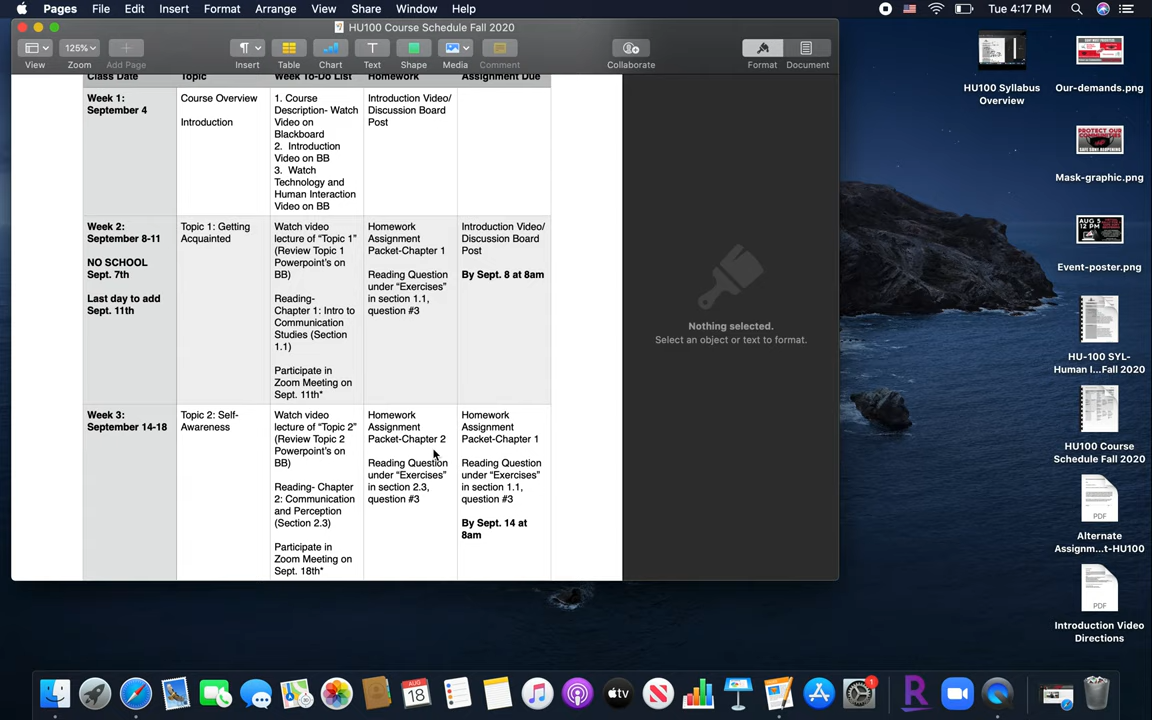 Pages File Edit Insert Format Arrange View Share Window Help Tue 4:17 PM
HU100 Course Schedule Fall 2020
125%
View Zoom Add Page Insert Table Chart Text Shape Media Comment Collaborate Format Document
Class Date Topic Week To-Do List Homework Assignment Due
Week 1:
September 4
Course Overview
Introduction
1. Course
Description- Watch
Video on
Blackboard
2. Introduction
Video on BB
3. Watch
Technology and
Human Interaction
Video on BB
Introduction Video/
Discussion Board
Post
Week 2:
September 8-11
NO SCHOOL
Sept. 7th
Last day to add
Sept. 11th
Topic 1: Getting
Acquainted
Watch video
lecture of “Topic 1”
(Review Topic 1
Powerpoint's on
BB)
Reading-
Chapter 1: Intro to
Communication
Studies (Section
1.1)
Participate in
Zoom Meeting on
Sept. 11th*
Homework
Assignment
Packet-Chapter 1
Reading Question
under “Exercises”
in section 1.1,
question #3
Introduction Video/
Discussion Board
Post
By Sept. 8 at 8am
Week 3:
September 14-18
Topic 2: Self-
Awareness
Watch video
lecture of “Topic 2”
(Review Topic 2
Powerpoint's on
BB)
Reading- Chapter
2: Communication
and Perception
(Section 2.3)
Participate in
Zoom Meeting on
Sept. 18th*
Homework
Assignment
Packet-Chapter 2
Reading Question
under “Exercises”
in section 2.3,
question #3
Homework
Assignment
Packet-Chapter 1
Reading Question
under “Exercises”
in section 1.1,
question #3
By Sept. 14 at
8am
Nothing selected.
Select an object or text to format.
HU100 Syllabus
Overview
Our-demands.png
PROTECT OUR
COMMUNITIES
Mask-graphic.png
AUG 5
12 PM
Event-poster.png
HU-100 SYL-
Human I...Fall 2020
HU100 Course
Schedule Fall 2020
PDF
Alternate
Assignm...t-HU100
PDF
Introduction Video
Directions
AUG
18
tv
R
1